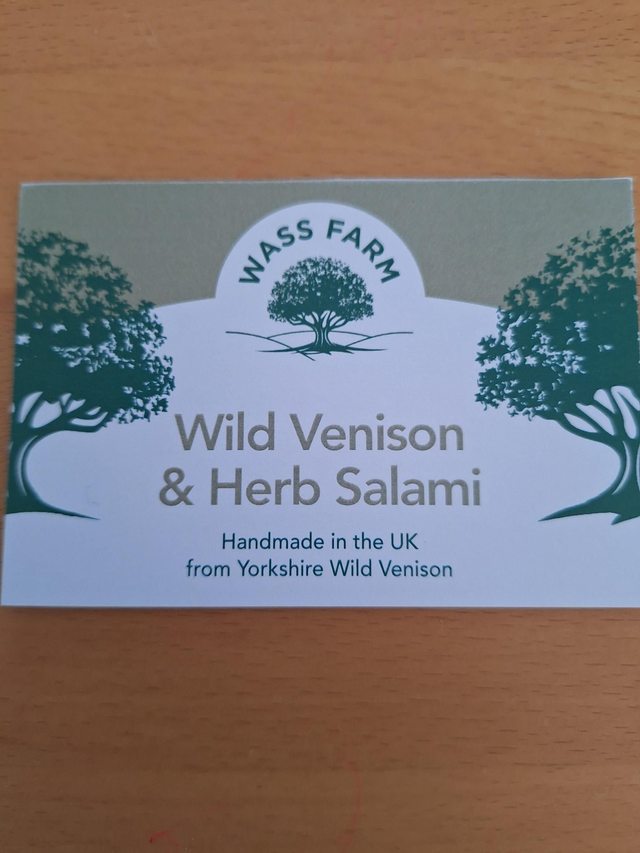 WASS FARM
Wild Venison
& Herb Salami
Handmade in the UK
from Yorkshire Wild Venison